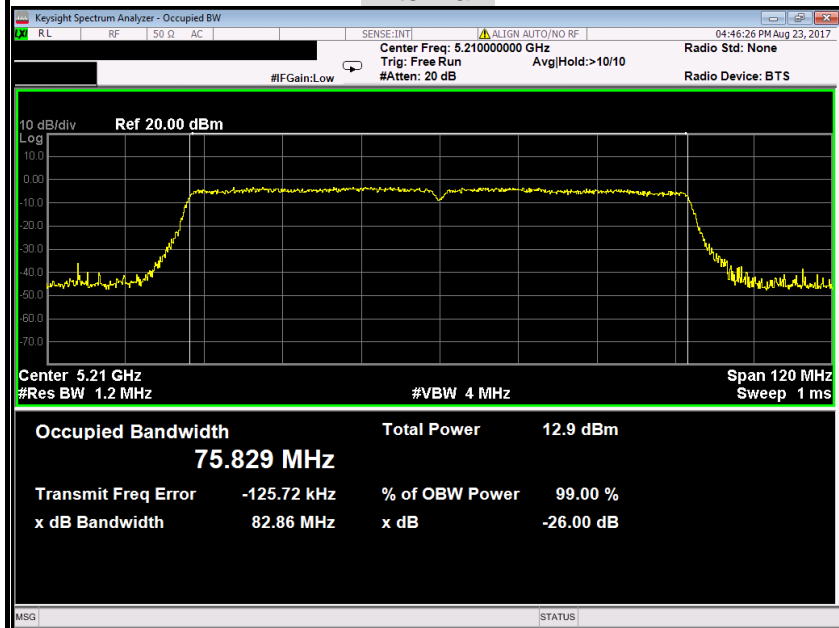 Keysight Spectrum Analyzer - Occupied BW
LXI RL RF 50 Ω AC SENSE:INT ALIGN AUTO/NO RF 04:46:26 PM Aug 23, 2017
Center Freq: 5.210000000 GHz Radio Std: None
Trig: Free Run Avg|Hold:>10/10
#IFGain:Low #Atten: 20 dB Radio Device: BTS
10 dB/div Ref 20.00 dBm
Log
10.0
0.00
-10.0
-20.0
-30.0
-40.0
-50.0
-60.0
-70.0
Center 5.21 GHz Span 120 MHz
#Res BW 1.2 MHz #VBW 4 MHz Sweep 1 ms
Occupied Bandwidth Total Power 12.9 dBm
75.829 MHz
Transmit Freq Error -125.72 kHz % of OBW Power 99.00 %
x dB Bandwidth 82.86 MHz x dB -26.00 dB
MSG STATUS